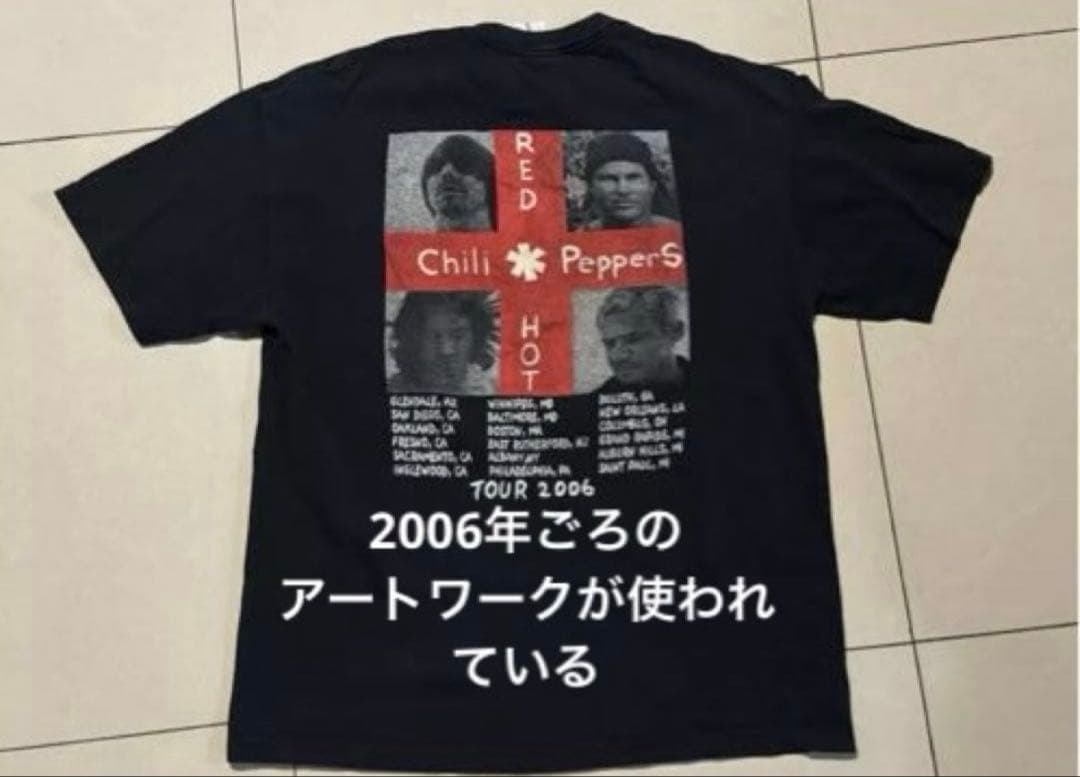 RED
Chili * PepperS
HOT
GLENDALE, AZ
SAN DIEGO, CA
OAKLAND, CA
FRESNO, CA
SACRAMENTO, CA
INGLEWOOD, CA
WINNIPEG, MB
BALTIMORE, MD
BOSTON, MA
EAST RUTHERFORD, NJ
ALBANY, NY
PHILADELPHIA, PA
DULUTH, GA
NEW ORLEANS, LA
COLUMBUS, OH
GRAND RAPIDS, MI
AUBURN HILLS, MI
SAINT PAUL, MN
TOUR 2006
2006年ごろの
アートワークが使われ
ている